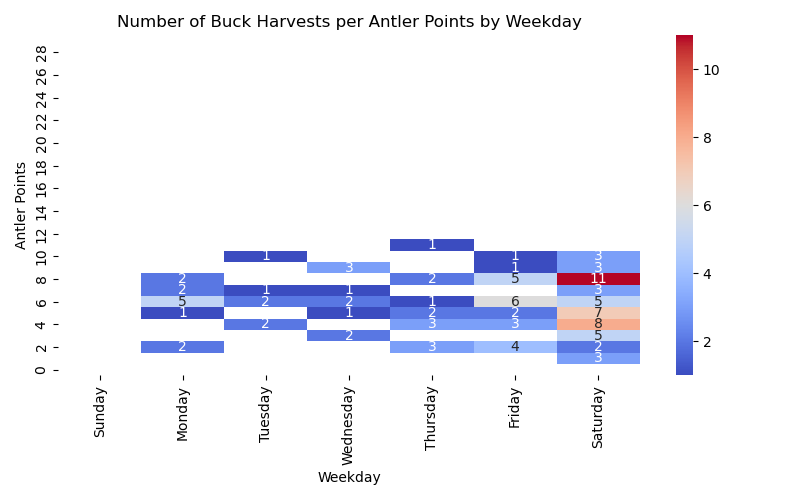 Number of Buck Harvests per Antler Points by Weekday
28
26
24
22
20
18
16
14
12
10
8
6
4
2
0
Antler Points
1
1 1 3
3 1 3
2 2 5 11
2 1 1 3
5 2 2 1 6 5
1 1 2 2 7
2 3 3 8
2 5
2 3 4 2
3
Sunday Monday Tuesday Wednesday Thursday Friday Saturday
Weekday
10
8
6
4
2